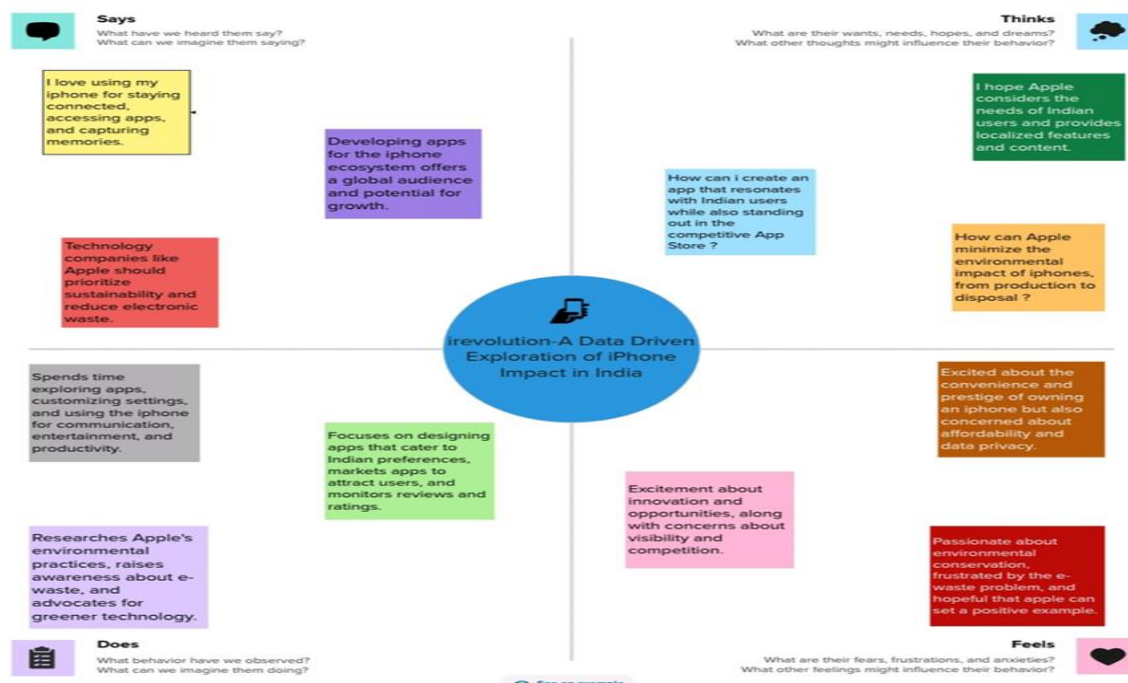 Says
What have we heard them say?
What can we imagine them saying?
Thinks
What are their wants, needs, hopes, and dreams?
What other thoughts might influence their behavior?
I love using my
iphone for staying
connected,
accessing apps,
and capturing
memories.
Developing apps
for the iphone
ecosystem offers
a global audience
and potential for
growth.
Technology
companies like
Apple should
prioritize
sustainability and
reduce electronic
waste.
I hope Apple
considers the
needs of Indian
users and provides
localized features
and content.
How can i create an
app that resonates
with Indian users
while also standing
out in the
competitive App
Store ?
How can Apple
minimize the
environmental
impact of iphones,
from production to
disposal ?
irevolution-A Data Driven
Exploration of iPhone
Impact in India
Spends time
exploring apps,
customizing settings,
and using the iphone
for communication,
entertainment, and
productivity.
Focuses on designing
apps that cater to
Indian preferences,
markets apps to
attract users, and
monitors reviews and
ratings.
Researches Apple's
environmental
practices, raises
awareness about e-
waste, and
advocates for
greener technology.
Excited about the
convenience and
prestige of owning
an iphone but also
concerned about
affordability and
data privacy.
Excitement about
innovation and
opportunities, along
with concerns about
visibility and
competition.
Passionate about
environmental
conservation,
frustrated by the e-
waste problem, and
hopeful that apple can
set a positive example.
Does
What behavior have we observed?
What can we imagine them doing?
Feels
What are their fears, frustrations, and anxieties?
What other feelings might influence their behavior?